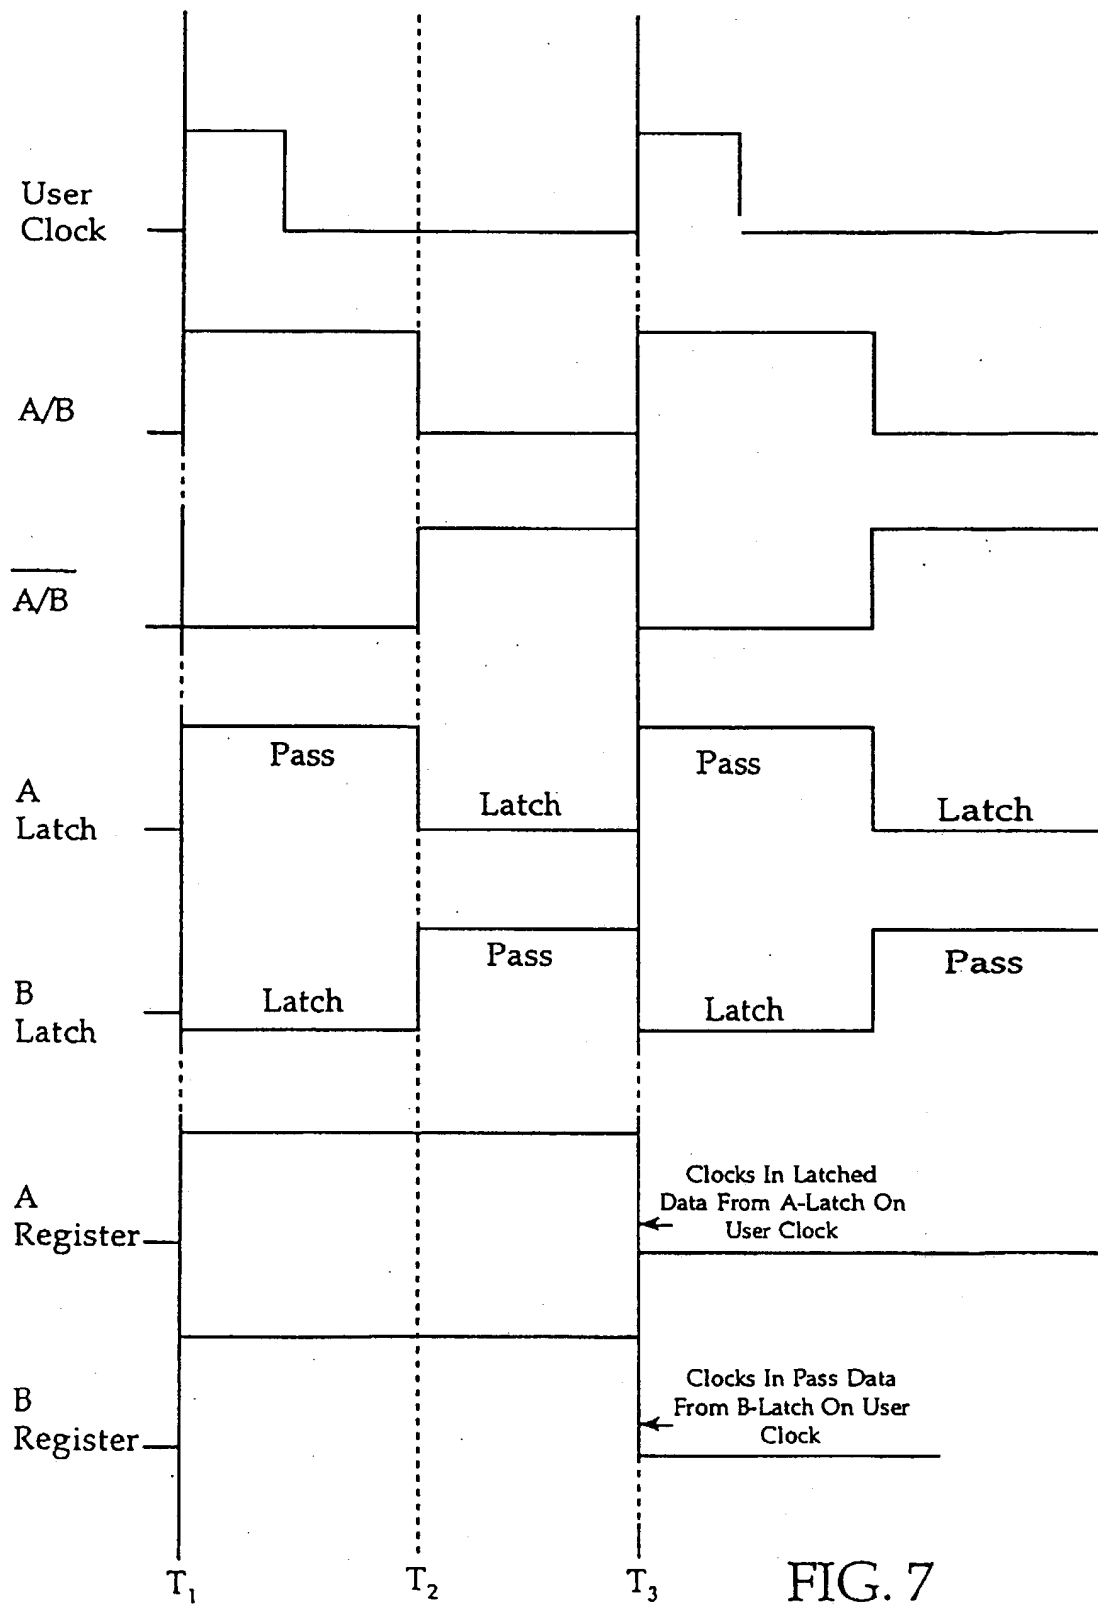 User
Clock
A/B
A/B
Pass
Pass
A
Latch
Latch
Latch
Pass
Pass
B
Latch
Latch
Latch
A
Register
Clocks In Latched
Data From A-Latch On
User Clock
B
Register
Clocks In Pass Data
From B-Latch On User
Clock
T1
T2
T3
FIG. 7